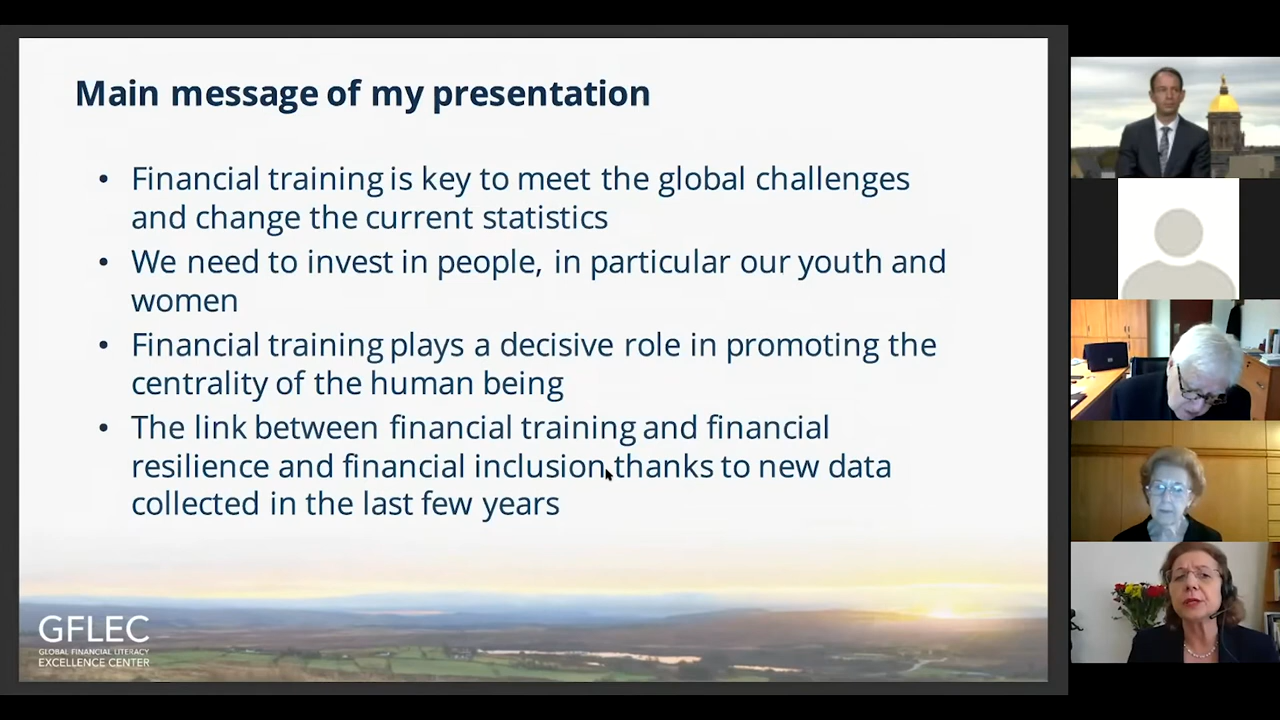 Main message of my presentation
• Financial training is key to meet the global challenges
and change the current statistics
• We need to invest in people, in particular our youth and
women
• Financial training plays a decisive role in promoting the
centrality of the human being
• The link between financial training and financial
resilience and financial inclusion thanks to new data
collected in the last few years
GFLEC
GLOBAL FINANCIAL LITERACY
EXCELLENCE CENTER